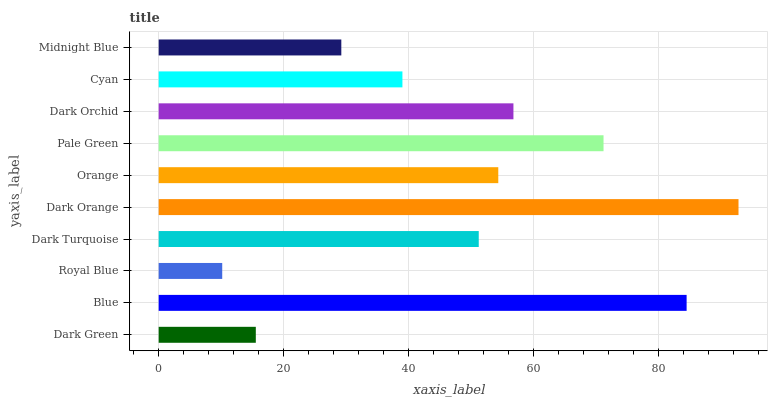 title
yaxis_label
Midnight Blue
Cyan
Dark Orchid
Pale Green
Orange
Dark Orange
Dark Turquoise
Royal Blue
Blue
Dark Green
0 20 40 60 80
xaxis_label